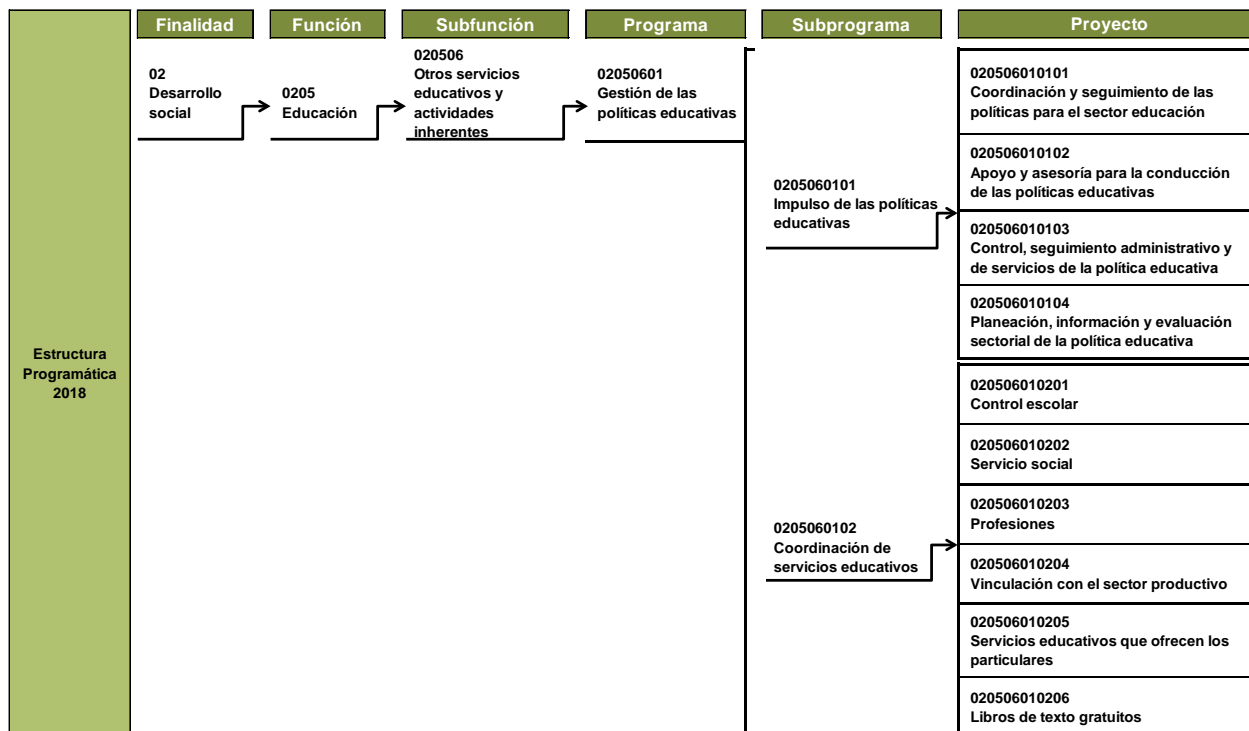 Finalidad
Función
Subfunción
Programa
Subprograma
Proyecto
Estructura
Programática
2018
02
Desarrollo
social
0205
Educación
020506
Otros servicios
educativos y
actividades
inherentes
02050601
Gestión de las
políticas educativas
0205060101
Impulso de las políticas
educativas
020506010101
Coordinación y seguimiento de las
políticas para el sector educación
020506010102
Apoyo y asesoría para la conducción
de las políticas educativas
020506010103
Control, seguimiento administrativo y
de servicios de la política educativa
020506010104
Planeación, información y evaluación
sectorial de la política educativa
0205060102
Coordinación de
servicios educativos
020506010201
Control escolar
020506010202
Servicio social
020506010203
Profesiones
020506010204
Vinculación con el sector productivo
020506010205
Servicios educativos que ofrecen los
particulares
020506010206
Libros de texto gratuitos